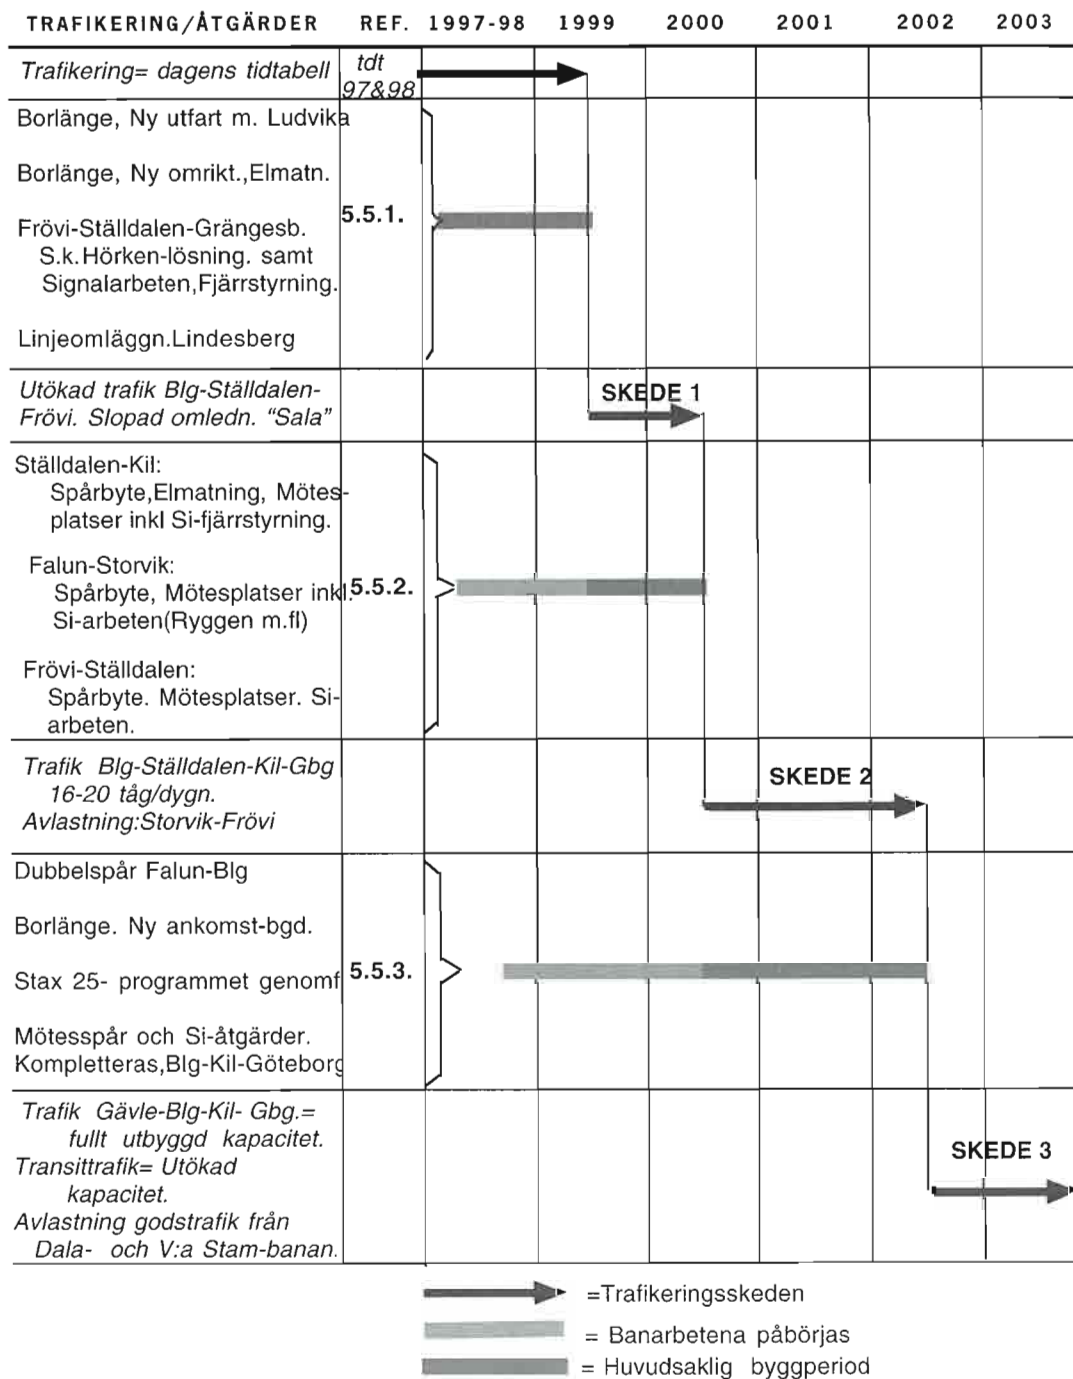 TRAFIKERING/ÅTGÄRDER REF. 1997-98 1999 2000 2001 2002 2003
Trafikering= dagens tidtabell
tdt
97&98
Borlänge, Ny utfart m. Ludvika
Borlänge, Ny omrikt.,Elmatn.
Frövi-Ställdalen-Grängesb.
S.k.Hörken-lösning. samt
Signalarbeten,Fjärrstyrning.
Linjeomläggn.Lindesberg
5.5.1.
Utökad trafik Blg-Ställdalen-
Frövi. Slopad omledn. "Sala"
SKEDE 1
Ställdalen-Kil:
Spårbyte,Elmatning, Mötes-
platser inkl Si-fjärrstyrning.
Falun-Storvik:
Spårbyte, Mötesplatser inkl.
Si-arbeten(Ryggen m.fl)
Frövi-Ställdalen:
Spårbyte. Mötesplatser. Si-
arbeten.
5.5.2.
Trafik Blg-Ställdalen-Kil-Gbg
16-20 tåg/dygn.
Avlastning:Storvik-Frövi
SKEDE 2
Dubbelspår Falun-Blg
Borlänge. Ny ankomst-bgd.
Stax 25- programmet genomf
Mötesspår och Si-åtgärder.
Kompletteras,Blg-Kil-Göteborg
5.5.3.
Trafik Gävle-Blg-Kil- Gbg.=
fullt utbyggd kapacitet.
Transittrafik= Utökad
kapacitet.
Avlastning godstrafik från
Dala- och V:a Stam-banan.
SKEDE 3
=Trafikeringsskeden
= Banarbetena påbörjas
= Huvudsaklig byggperiod